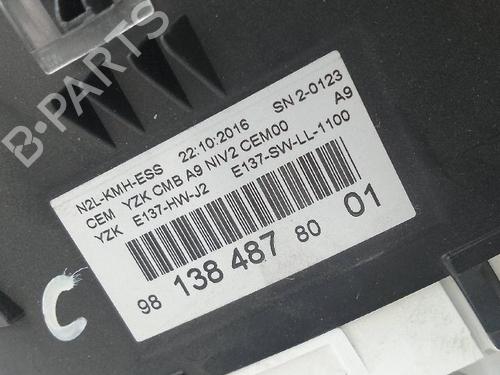 B-PARTS
N2L-KMH-ESS 22:10:2016 SN 2-0123
CEM YZK CMB A9 NIV2 CEM00 A9
YZK E137-HW-J2 E137-SW-LL-1100
98 138 487 80 01
C